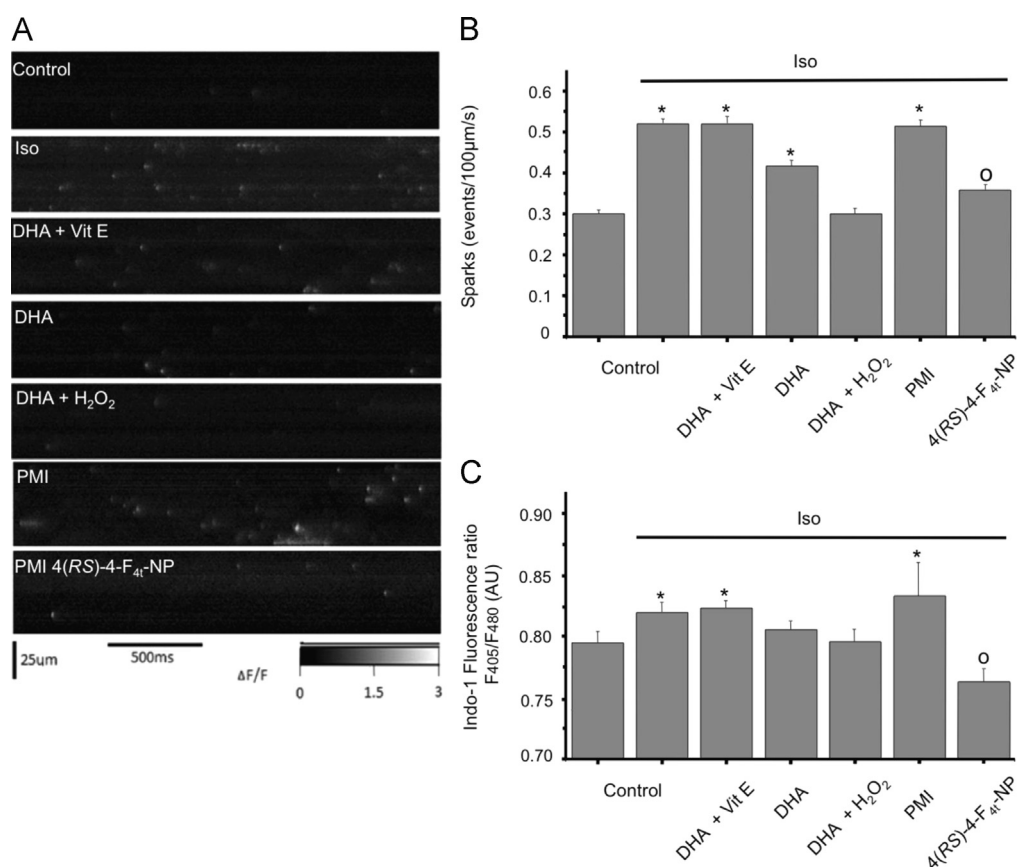 A
Control
Iso
DHA + Vit E
DHA
DHA + H₂O₂
PMI
PMI 4(RS)-4-F₄ₜ-NP
25um
500ms
ΔF/F
0
1.5
3
B
Iso
Sparks (events/100μm/s)
0.6
0.5
0.4
0.3
0.2
0.1
0
*
*
*
*
O
Control
DHA + Vit E
DHA
DHA + H₂O₂
PMI
4(RS)-4-F₄ₜ-NP
C
Iso
Indo-1 Fluorescence ratio
F405/F480 (AU)
0.90
0.85
0.80
0.75
0.70
*
*
*
O
Control
DHA + Vit E
DHA
DHA + H₂O₂
PMI
4(RS)-4-F₄ₜ-NP